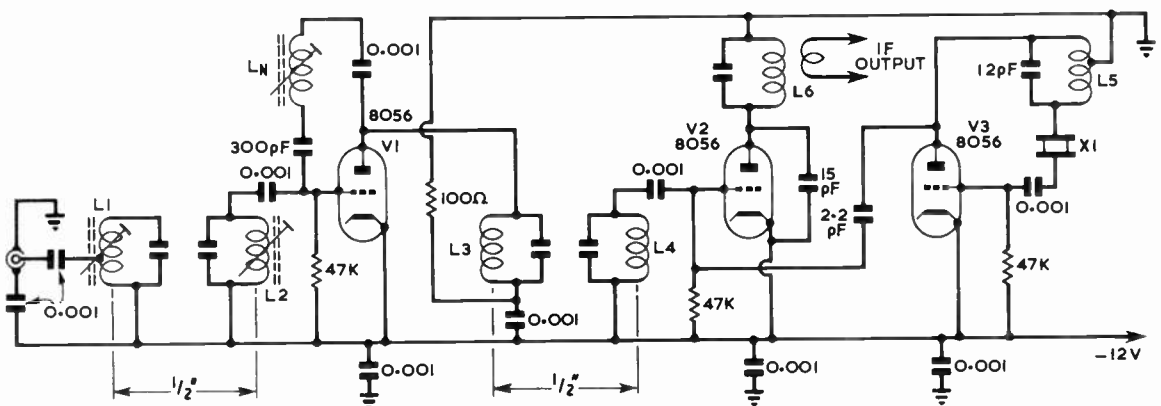 0.001
LN
8056
V1
300pF
0.001
L1
L2
47K
0.001
0.001
1/2"
100Ω
L3
0.001
1/2"
L4
0.001
V2
8056
47K
15
pF
2.2
pF
L6
IF
OUTPUT
0.001
V3
8056
12pF
L5
X1
0.001
47K
0.001
-12V